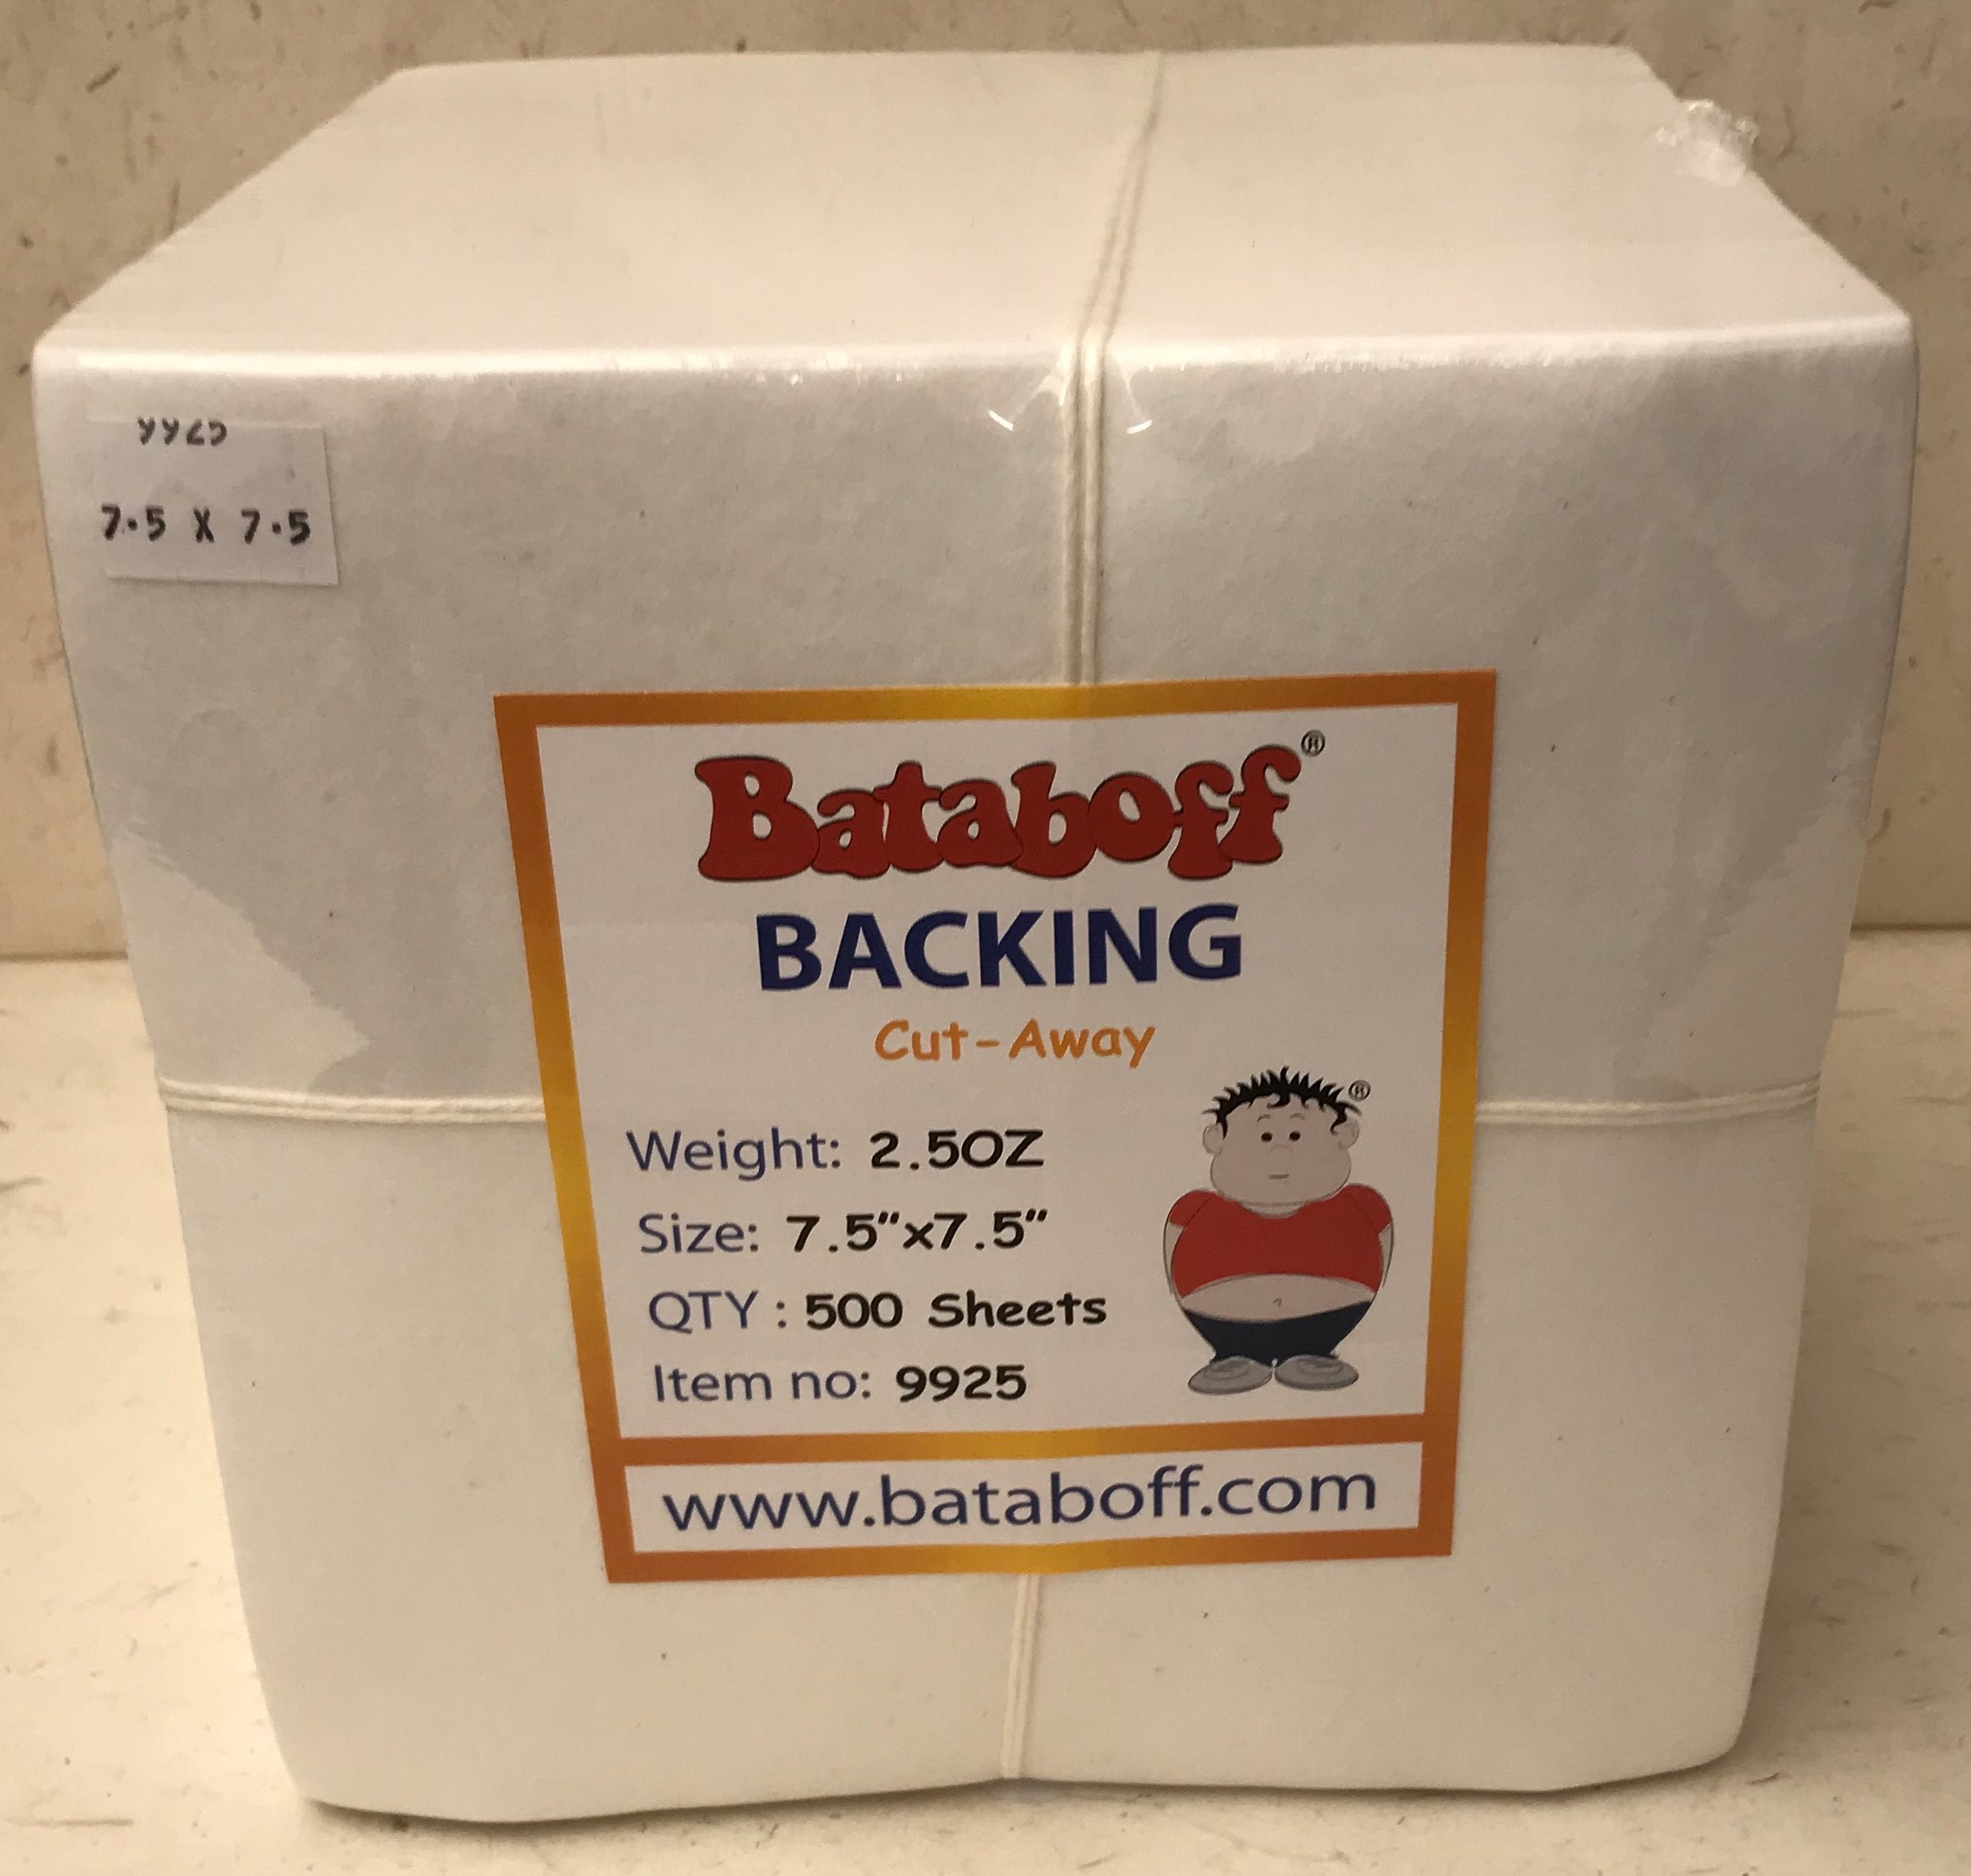 7.5 X 7.5
Bataboff®
BACKING
Cut-Away
®
Weight: 2.5OZ
Size: 7.5"x7.5"
QTY : 500 Sheets
Item no: 9925
www.bataboff.com